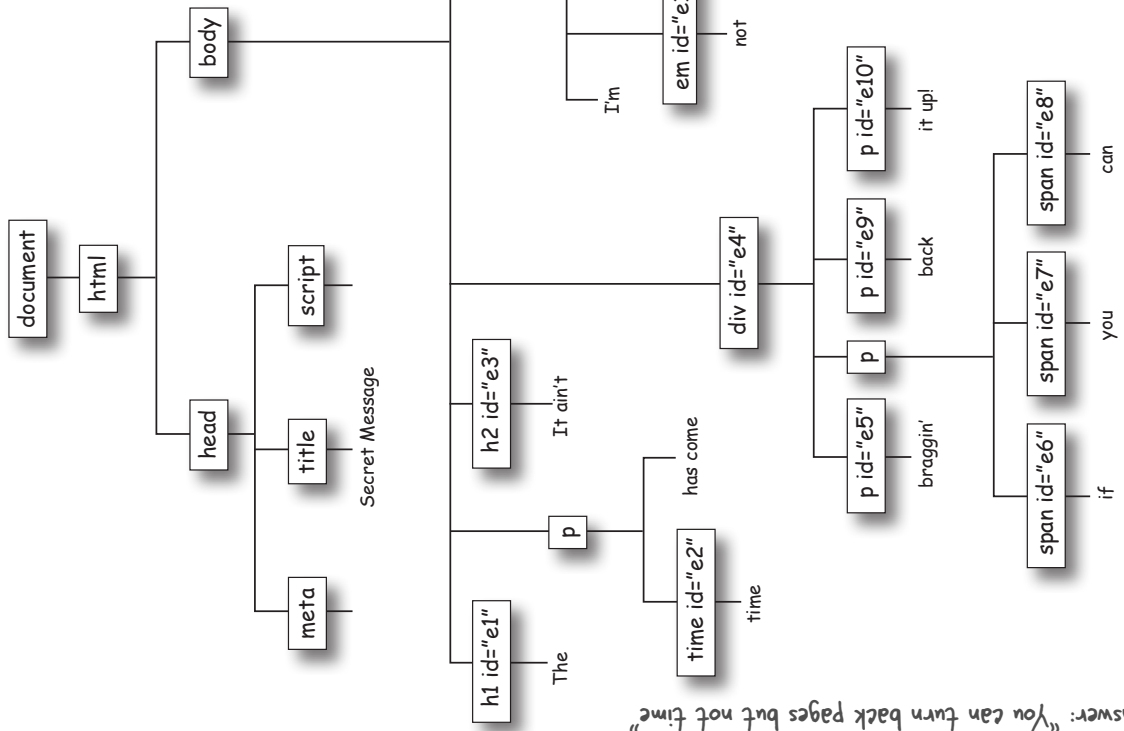 document
html
head
body
meta
title
script
Secret Message
h1 id="e1"
The
p
time id="e2"
time
has come
h2 id="e3"
It ain't
div id="e4"
p id="e5"
braggin'
p
span id="e6"
if
span id="e7"
you
span id="e8"
can
p id="e9"
back
p id="e10"
it up!
I'm
em
not
“You can turn back pages but not time”